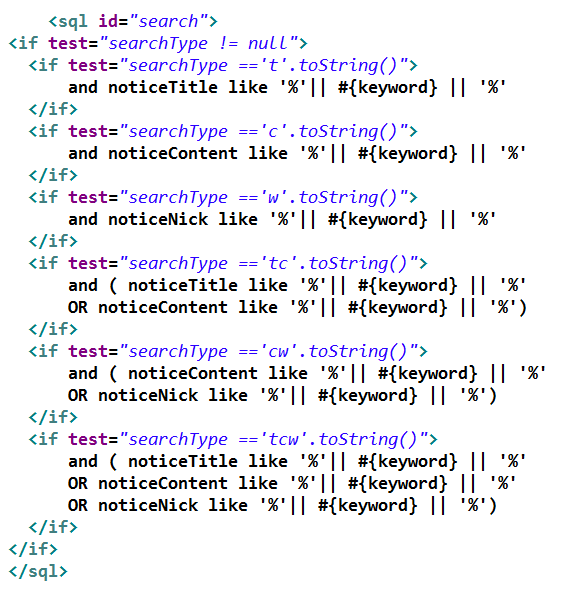 <sql id="search">
<if test="searchType != null">
<if test="searchType =='t'.toString()">
and noticeTitle like '%'|| #{keyword} || '%'
</if>
<if test="searchType =='c'.toString()">
and noticeContent like '%'|| #{keyword} || '%'
</if>
<if test="searchType =='w'.toString()">
and noticeNick like '%'|| #{keyword} || '%'
</if>
<if test="searchType =='tc'.toString()">
and ( noticeTitle like '%'|| #{keyword} || '%'
OR noticeContent like '%'|| #{keyword} || '%')
</if>
<if test="searchType =='cw'.toString()">
and ( noticeContent like '%'|| #{keyword} || '%'
OR noticeNick like '%'|| #{keyword} || '%')
</if>
<if test="searchType =='tcw'.toString()">
and ( noticeTitle like '%'|| #{keyword} || '%'
OR noticeContent like '%'|| #{keyword} || '%'
OR noticeNick like '%'|| #{keyword} || '%')
</if>
</if>
</sql>